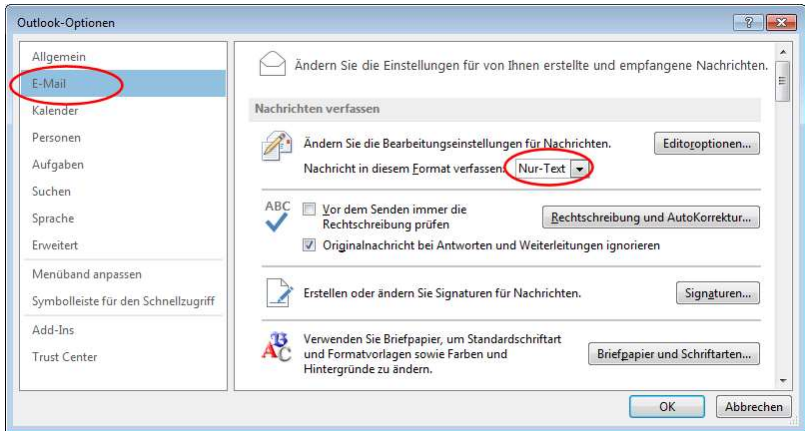 Outlook-Optionen
Allgemein
E-Mail
Kalender
Personen
Aufgaben
Suchen
Sprache
Erweitert
Menüband anpassen
Symbolleiste für den Schnellzugriff
Add-Ins
Trust Center
Ändern Sie die Einstellungen für von Ihnen erstellte und empfangene Nachrichten.
Nachrichten verfassen
Ändern Sie die Bearbeitungseinstellungen für Nachrichten.
Editoroptionen...
Nachricht in diesem Format verfassen: Nur-Text
ABC
Vor dem Senden immer die
Rechtschreibung prüfen
Rechtschreibung und AutoKorrektur...
Originalnachricht bei Antworten und Weiterleitungen ignorieren
Erstellen oder ändern Sie Signaturen für Nachrichten.
Signaturen...
Verwenden Sie Briefpapier, um Standardschriftart
und Formatvorlagen sowie Farben und
Hintergründe zu ändern.
Briefpapier und Schriftarten...
OK
Abbrechen